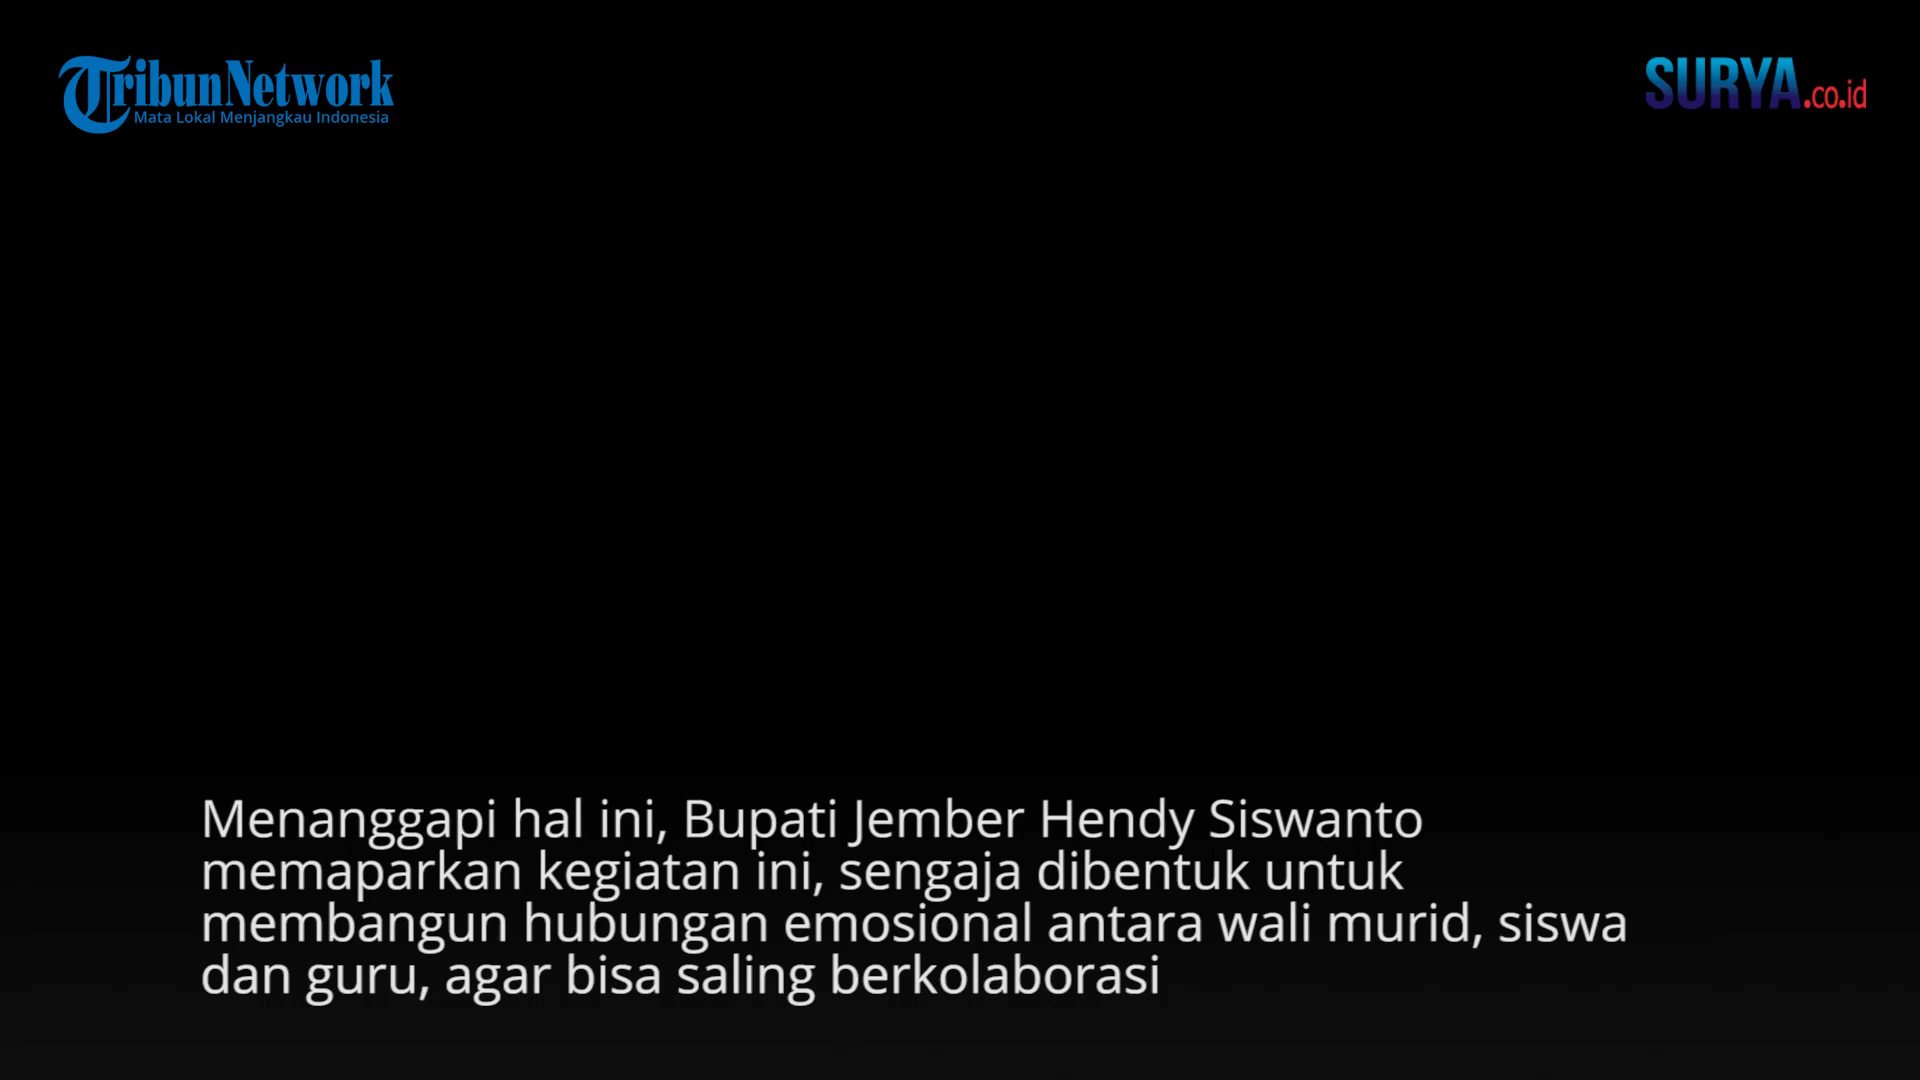 TribunNetwork
Mata Lokal Menjangkau Indonesia
SURYA.co.id
Menanggapi hal ini, Bupati Jember Hendy Siswanto
memaparkan kegiatan ini, sengaja dibentuk untuk
membangun hubungan emosional antara wali murid, siswa
dan guru, agar bisa saling berkolaborasi